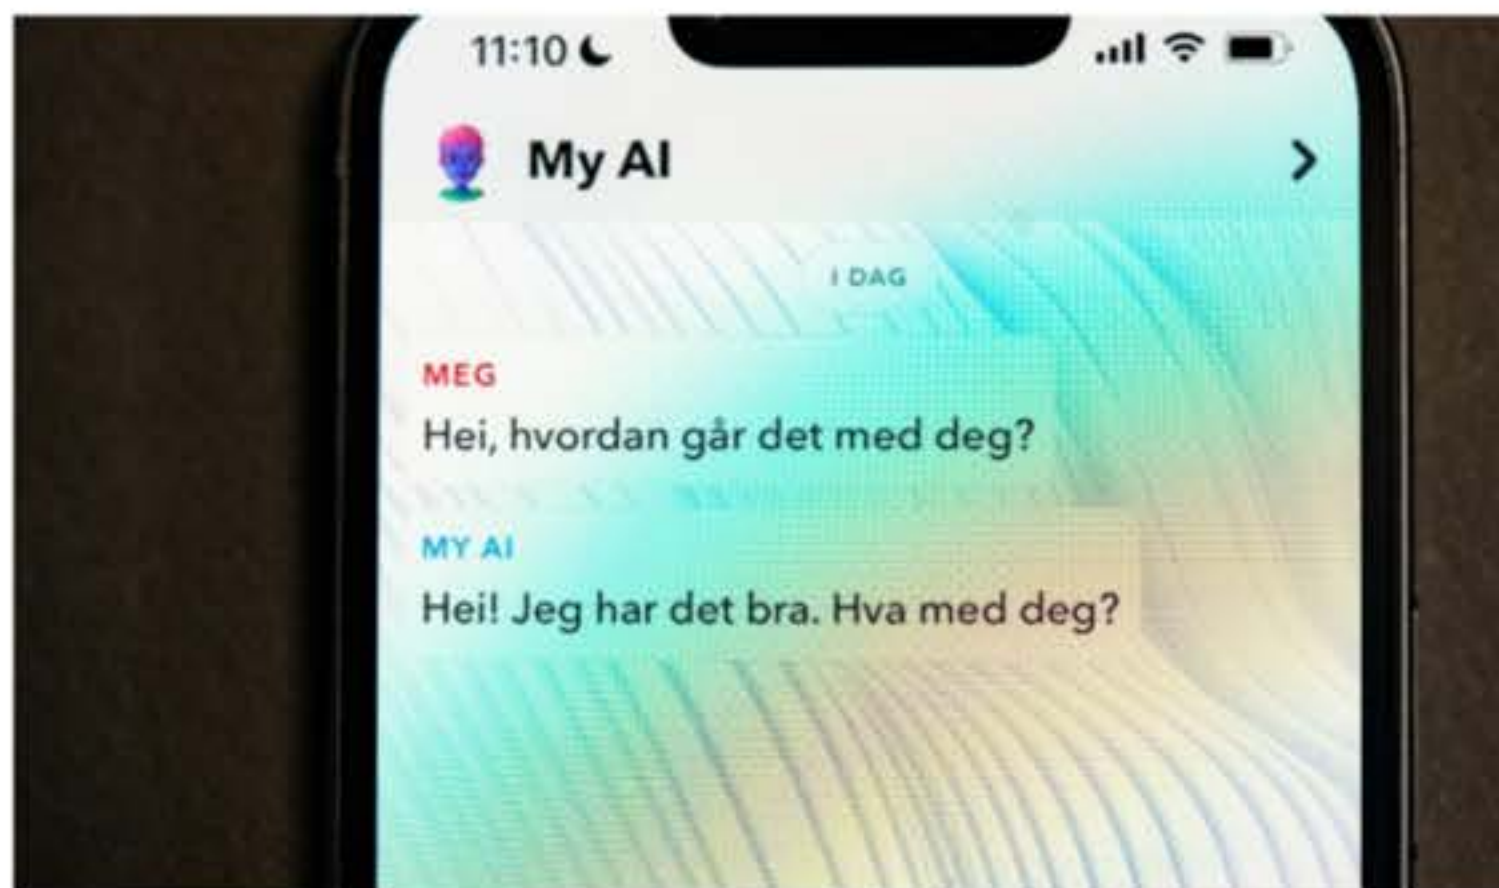 11:10
My AI
I DAG
MEG
Hei, hvordan går det med deg?
MY AI
Hei! Jeg har det bra. Hva med deg?